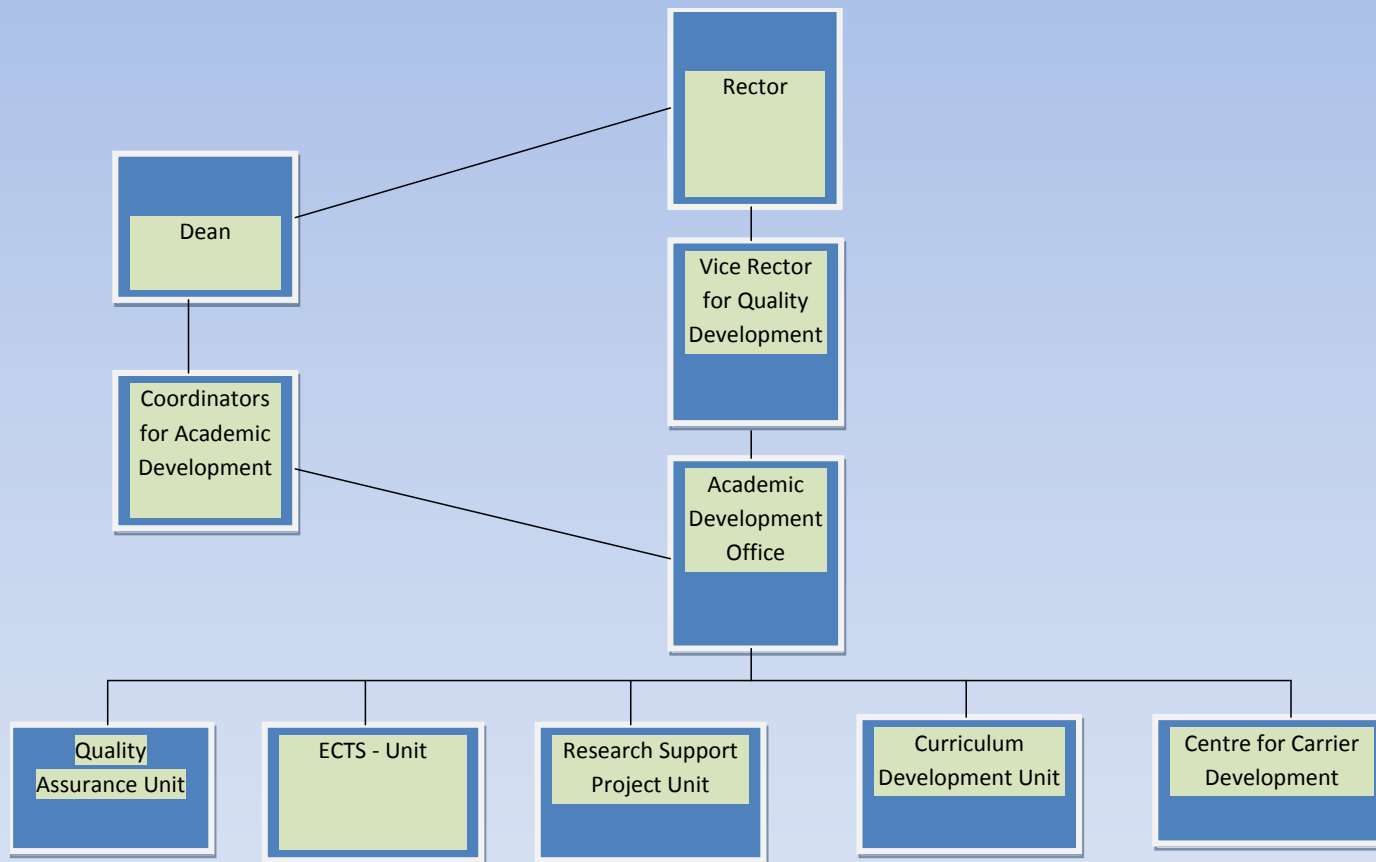 Rector
Dean
Vice Rector
for Quality
Development
Coordinators
for Academic
Development
Academic
Development
Office
Quality
Assurance Unit
ECTS - Unit
Research Support
Project Unit
Curriculum
Development Unit
Centre for Carrier
Development